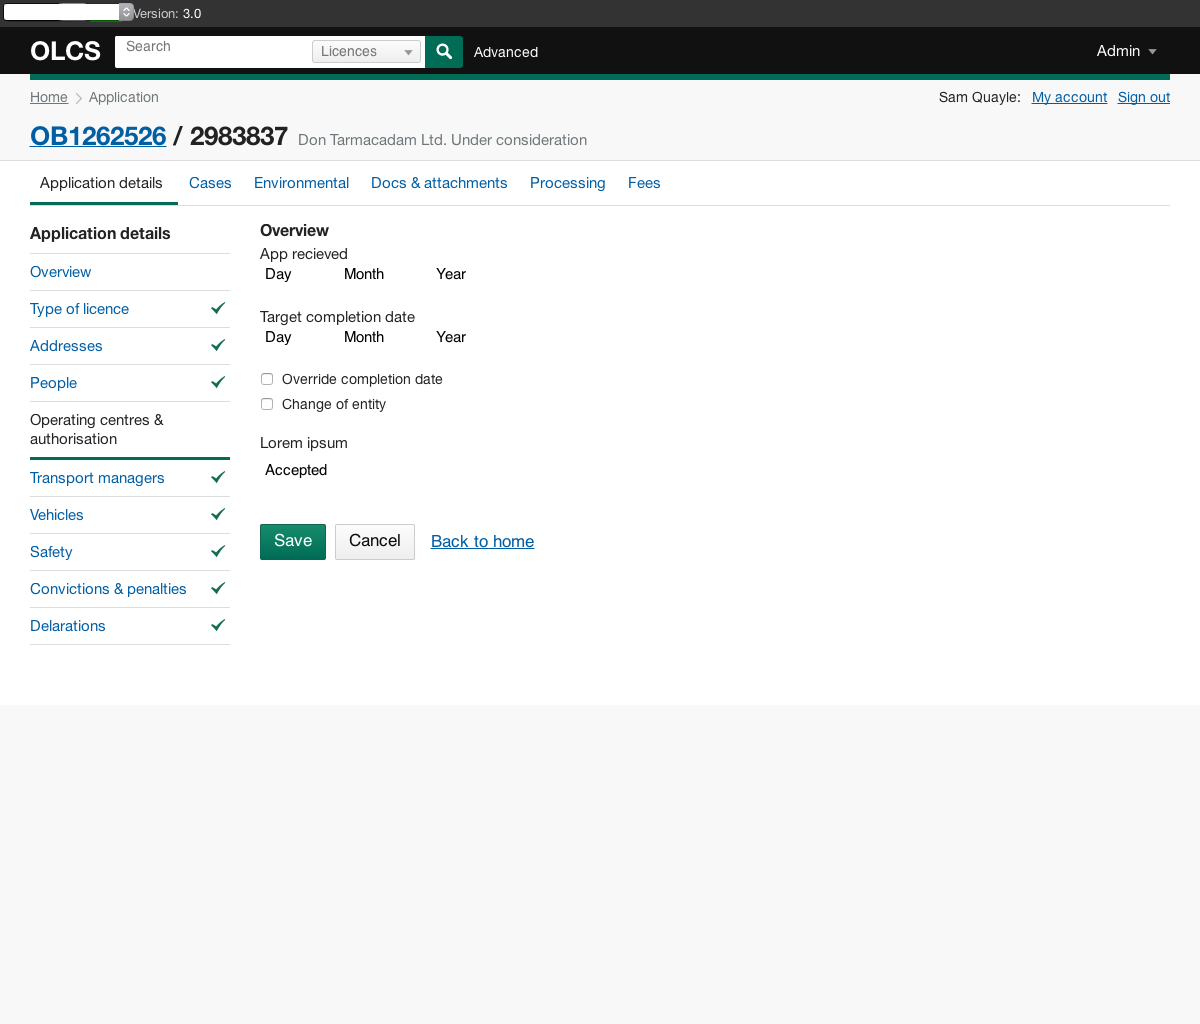 Version: 3.0
OLCS Search Licences Advanced Admin
Home Application Sam Quayle: My account Sign out
OB1262526 / 2983837 Don Tarmacadam Ltd. Under consideration
Application details Cases Environmental Docs & attachments Processing Fees
Application details
Overview
Type of licence
Addresses
People
Operating centres &
authorisation
Transport managers
Vehicles
Safety
Convictions & penalties
Delarations
Overview
App recieved
Day Month Year
Target completion date
Day Month Year
Override completion date
Change of entity
Lorem ipsum
Accepted
Save Cancel Back to home